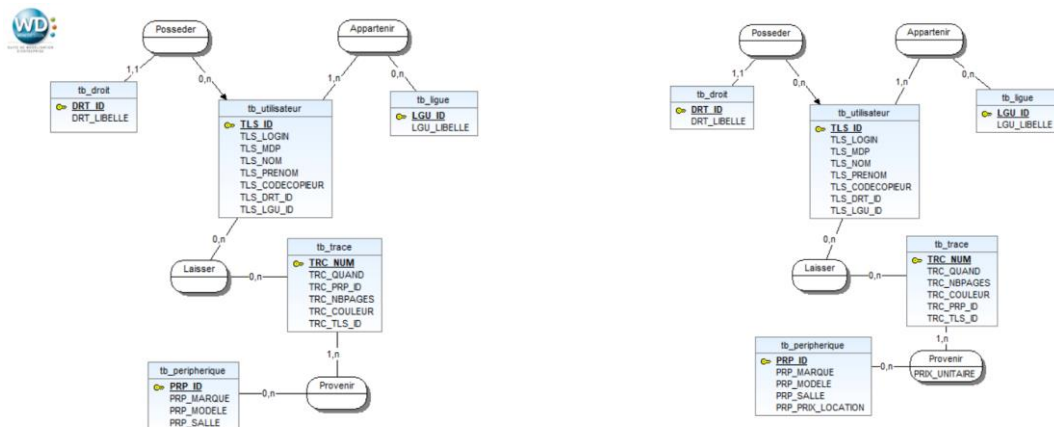 WD
Posseder
Appartenir
1,1
0,n
1,n
0,n
tb_droit
DRT_ID
DRT_LIBELLE
tb_utilisateur
TLS_ID
TLS_LOGIN
TLS_MDP
TLS_NOM
TLS_PRENOM
TLS_CODECOPIEUR
TLS_DRT_ID
TLS_LGU_ID
tb_ligue
LGU_ID
LGU_LIBELLE
0,n
Laisser
0,n
tb_trace
TRC_NUM
TRC_QUAND
TRC_PRP_ID
TRC_NBPAGES
TRC_COULEUR
TRC_TLS_ID
1,n
tb_peripherique
PRP_ID
PRP_MARQUE
PRP_MODELE
PRP_SALLE
0,n
Provenir
Posseder
Appartenir
1,1
0,n
1,n
0,n
tb_droit
DRT_ID
DRT_LIBELLE
tb_utilisateur
TLS_ID
TLS_LOGIN
TLS_MDP
TLS_NOM
TLS_PRENOM
TLS_CODECOPIEUR
TLS_DRT_ID
TLS_LGU_ID
tb_ligue
LGU_ID
LGU_LIBELLE
0,n
Laisser
0,n
tb_trace
TRC_NUM
TRC_QUAND
TRC_NBPAGES
TRC_COULEUR
TRC_PRP_ID
TRC_TLS_ID
1,n
tb_peripherique
PRP_ID
PRP_MARQUE
PRP_MODELE
PRP_SALLE
PRP_PRIX_LOCATION
0,n
Provenir
PRIX_UNITAIRE